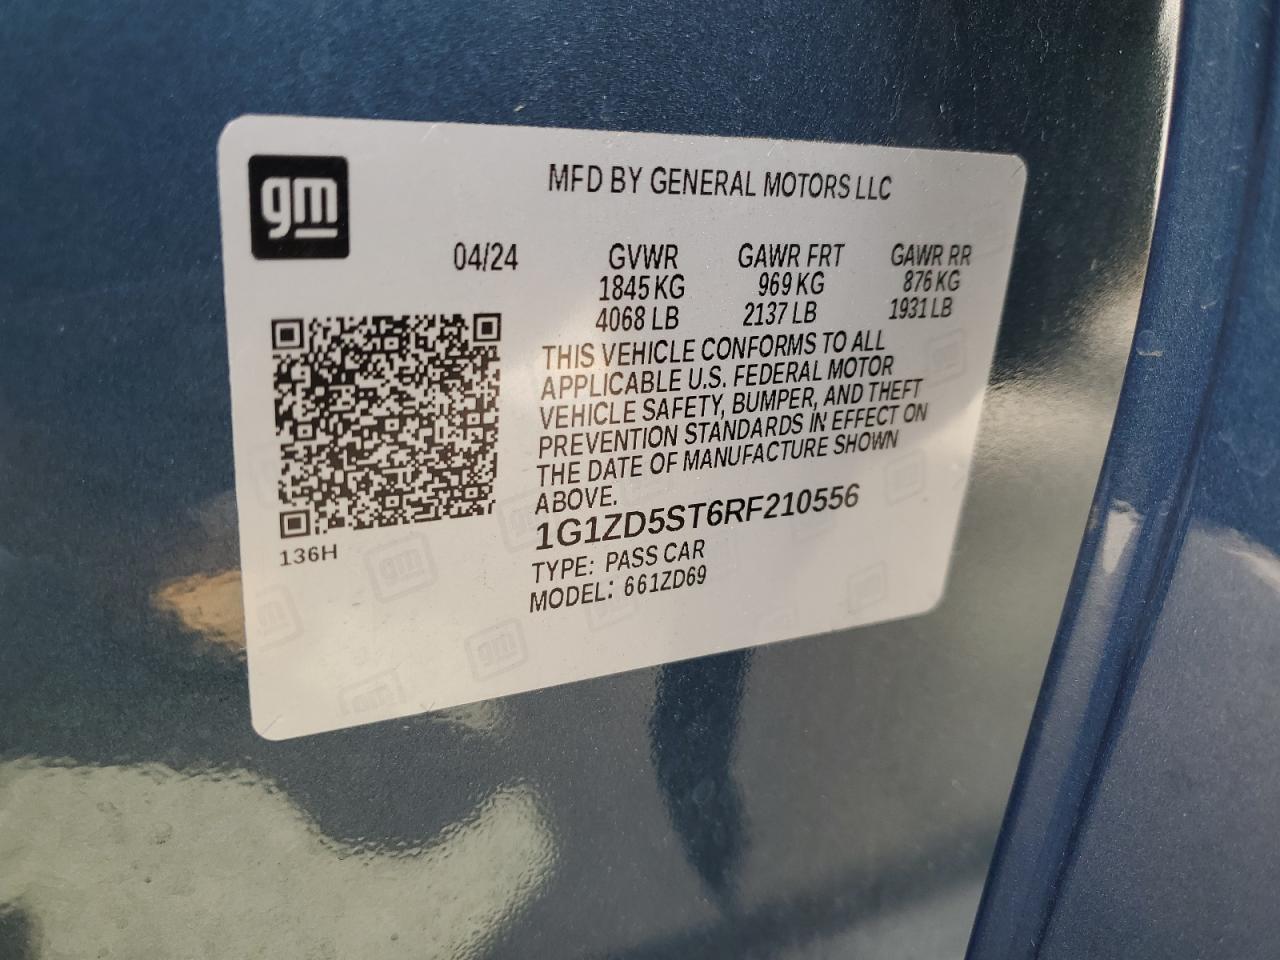 gm
MFD BY GENERAL MOTORS LLC
04/24 GVWR GAWR FRT GAWR RR
1845 KG 969 KG 876 KG
4068 LB 2137 LB 1931 LB
THIS VEHICLE CONFORMS TO ALL
APPLICABLE U.S. FEDERAL MOTOR
VEHICLE SAFETY, BUMPER, AND THEFT
PREVENTION STANDARDS IN EFFECT ON
THE DATE OF MANUFACTURE SHOWN
ABOVE.
1G1ZD5ST6RF210556
136H
TYPE: PASS CAR
MODEL: 661ZD69